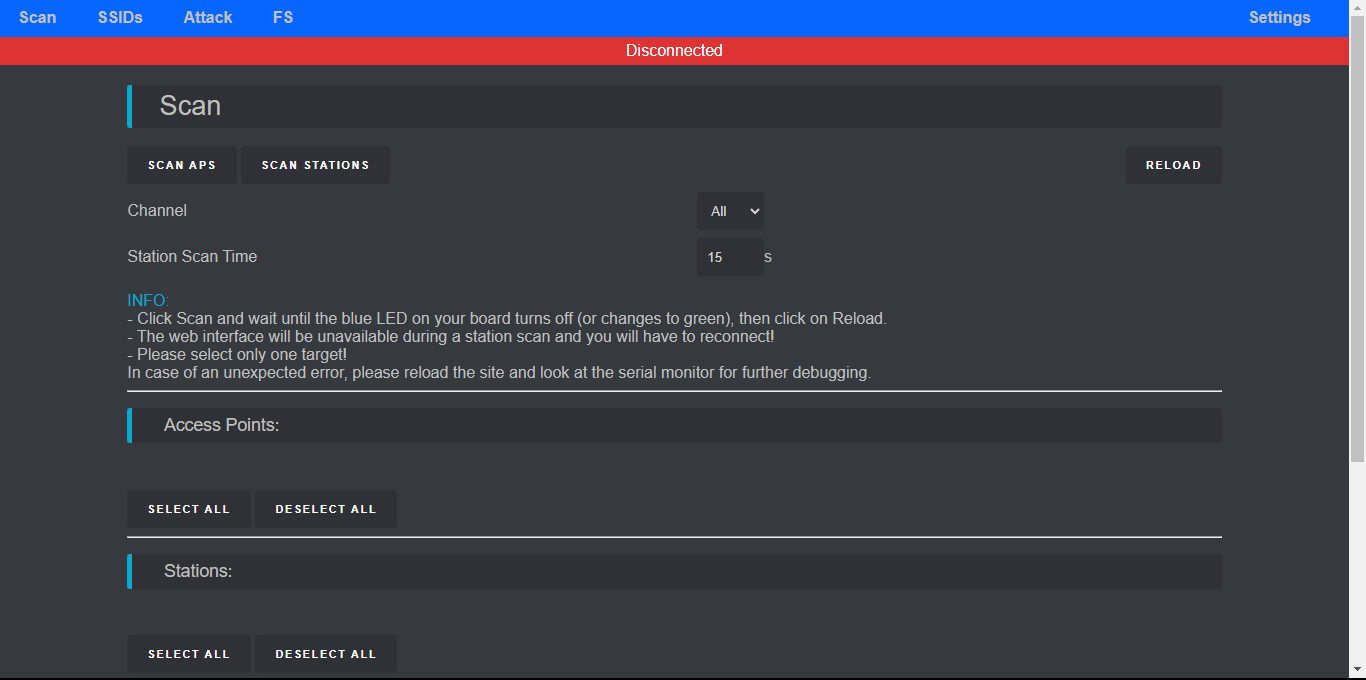 Scan SSIDs Attack FS Settings
Disconnected
Scan
SCAN APS SCAN STATIONS RELOAD
Channel All
Station Scan Time 15 s
INFO:
- Click Scan and wait until the blue LED on your board turns off (or changes to green), then click on Reload.
- The web interface will be unavailable during a station scan and you will have to reconnect!
- Please select only one target!
In case of an unexpected error, please reload the site and look at the serial monitor for further debugging.
Access Points:
SELECT ALL DESELECT ALL
Stations:
SELECT ALL DESELECT ALL